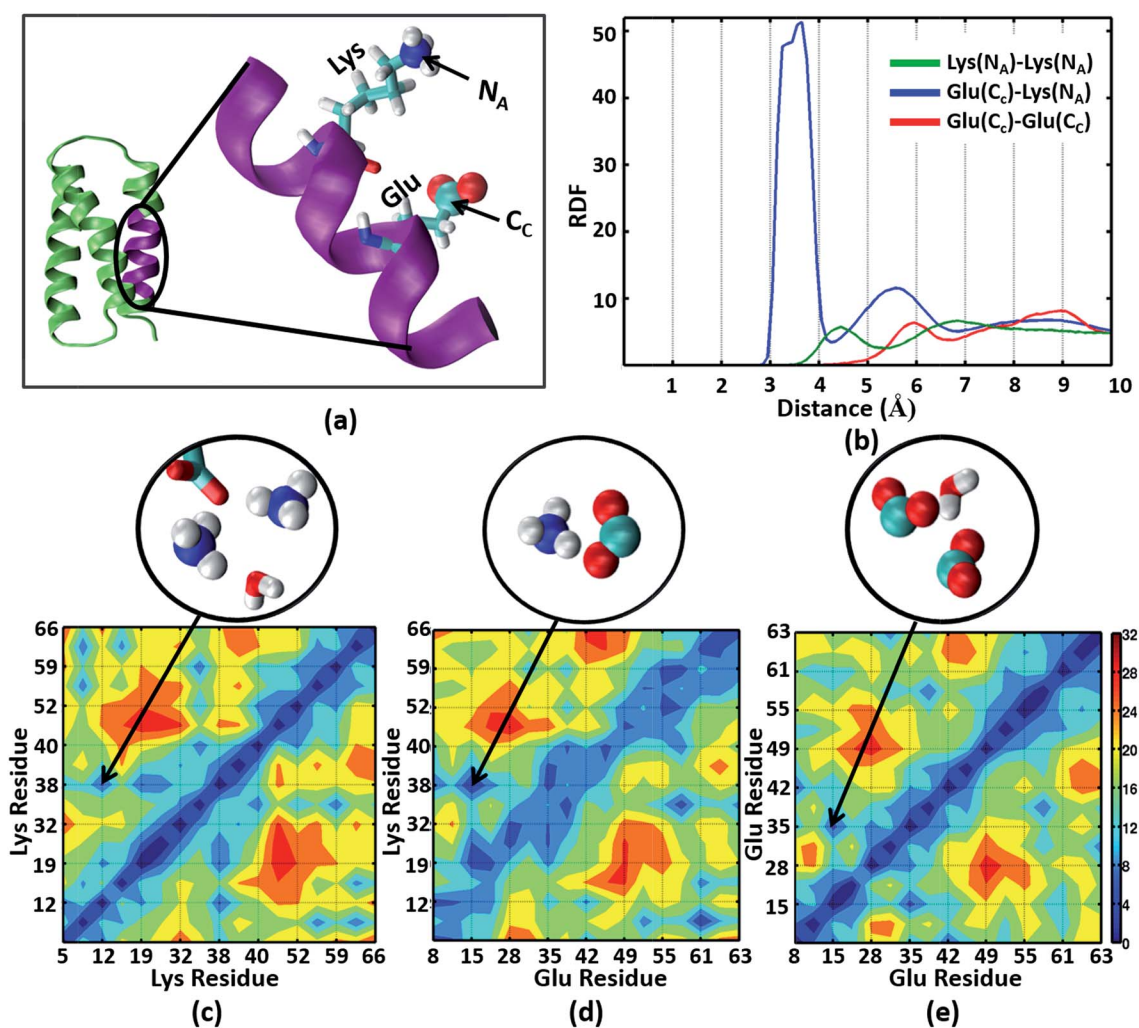 Lys
N_A
Glu
C_C
(a)
50
40
30
20
10
RDF
Lys(N_A)-Lys(N_A)
Glu(C_c)-Lys(N_A)
Glu(C_c)-Glu(C_C)
1 2 3 4 5 6 7 8 9 10
Distance (Å)
(b)
66
59
52
40
38
32
19
12
Lys Residue
5 12 19 32 38 40 52 59 66
Lys Residue
(c)
66
59
52
40
38
32
19
12
Lys Residue
8 15 28 35 42 49 56 61 63
Glu Residue
(d)
63
61
55
49
42
35
28
15
Glu Residue
8 15 28 35 42 49 55 61 63
Glu Residue
(e)
32
28
24
20
16
12
8
4
0